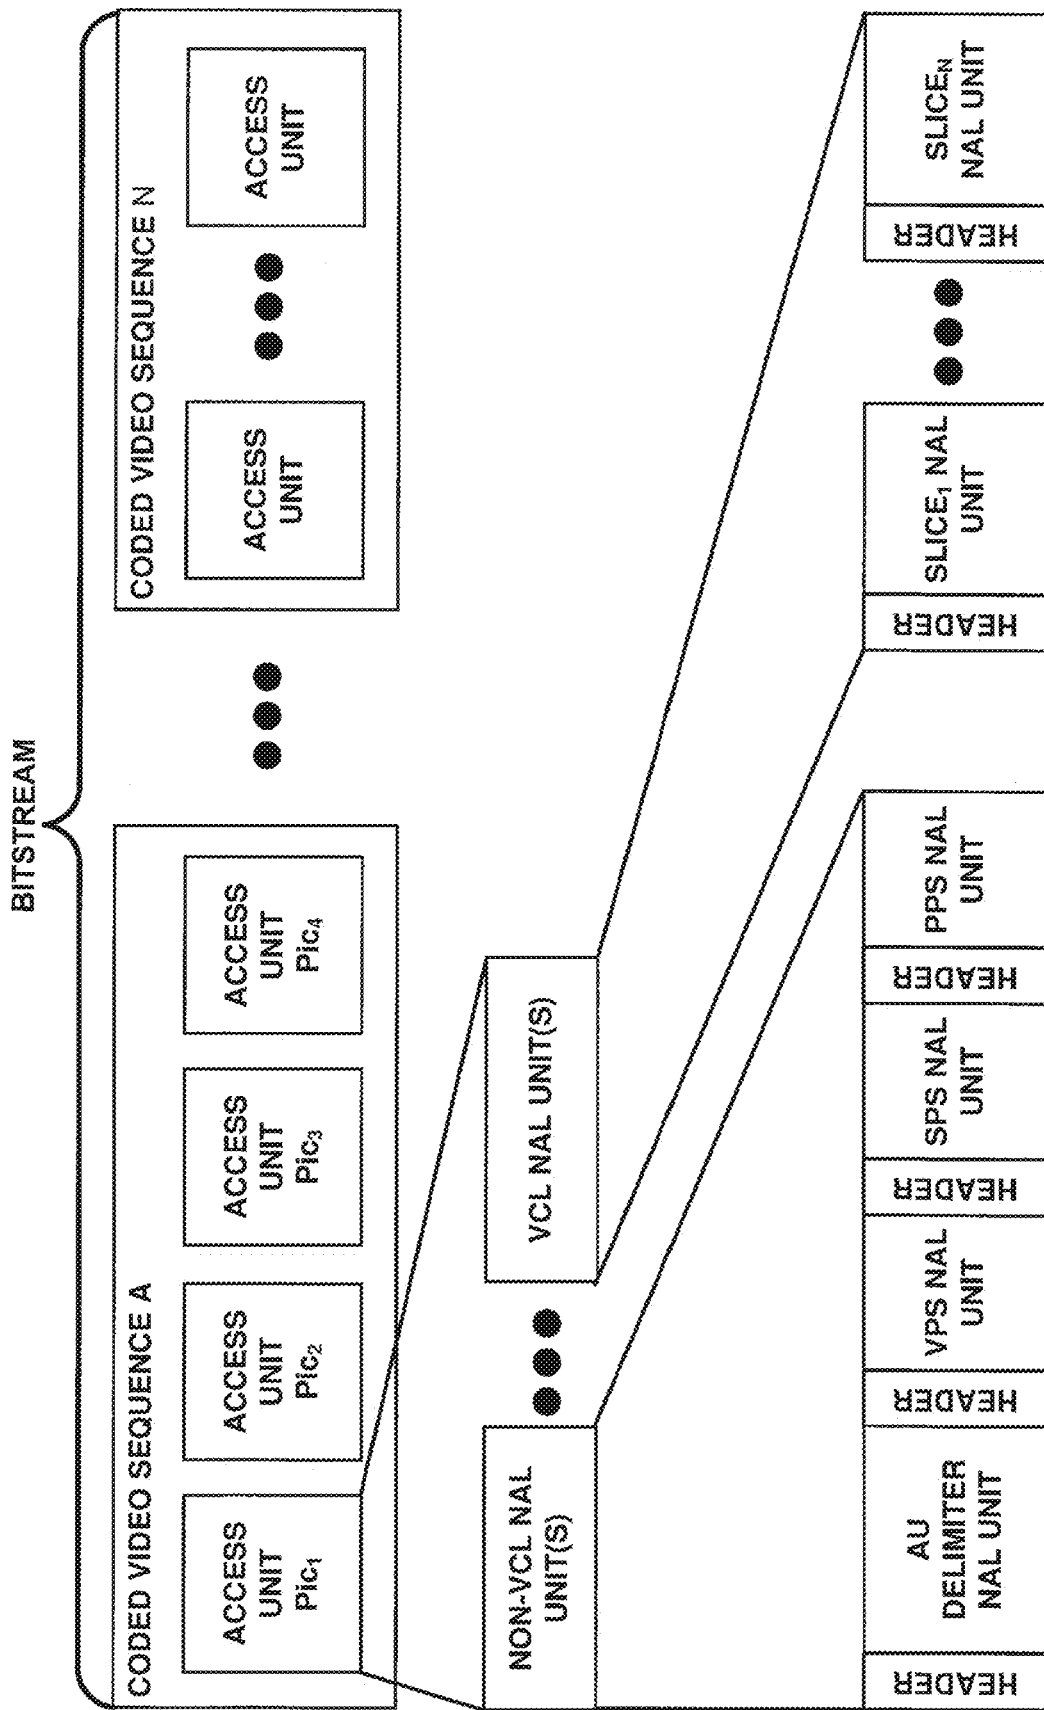 BITSTREAM
CODED VIDEO SEQUENCE A
ACCESS
UNIT
Pic₁
ACCESS
UNIT
Pic₂
ACCESS
UNIT
Pic₃
ACCESS
UNIT
Pic₄
CODED VIDEO SEQUENCE N
ACCESS
UNIT
ACCESS
UNIT
NON-VCL NAL
UNIT(S)
VCL NAL UNIT(S)
HEADER
AU
DELIMITER
NAL UNIT
HEADER
VPS NAL
UNIT
HEADER
SPS NAL
UNIT
HEADER
PPS NAL
UNIT
HEADER
SLICE₁ NAL
UNIT
HEADER
SLICEₙ
NAL UNIT